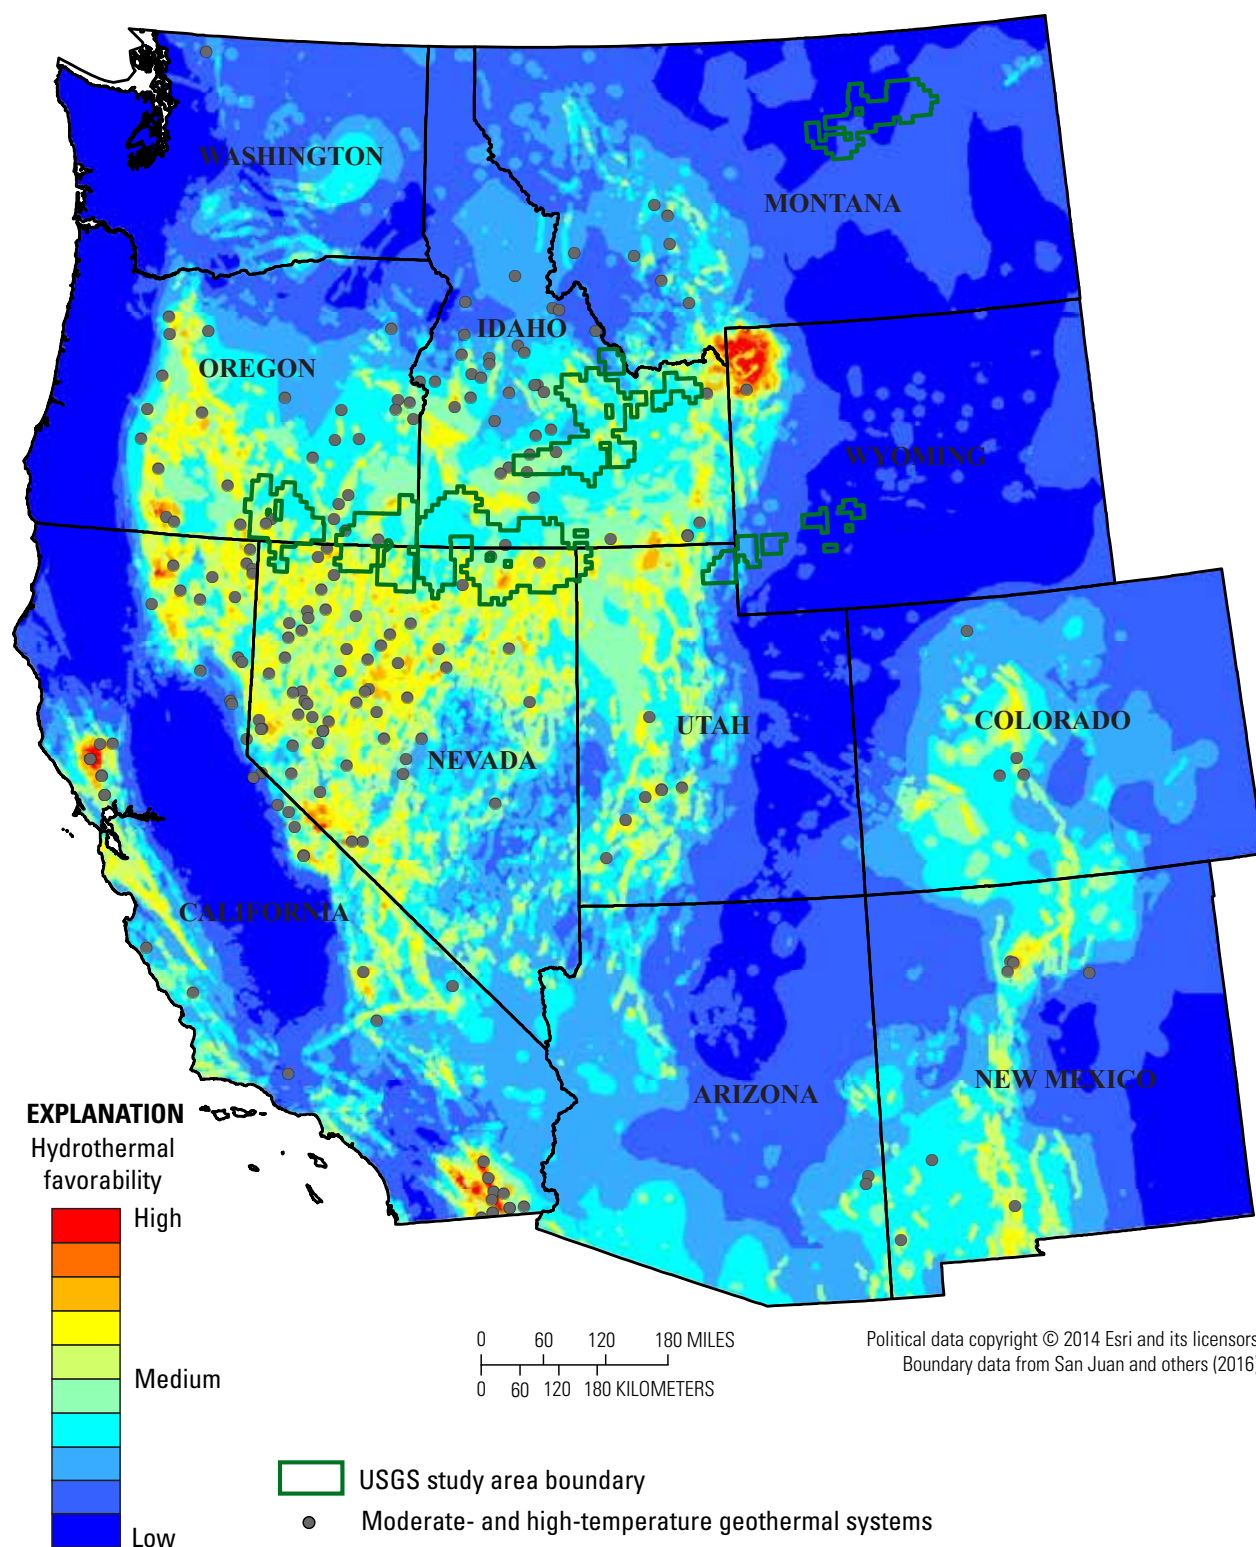 WASHINGTON
MONTANA
IDAHO
OREGON
WYOMING
UTAH
COLORADO
NEVADA
CALIFORNIA
ARIZONA
NEW MEXICO
EXPLANATION
Hydrothermal
favorability
High
Medium
Low
0 60 120 180 MILES
0 60 120 180 KILOMETERS
Political data copyright © 2014 Esri and its licensors
Boundary data from San Juan and others (2016)
USGS study area boundary
Moderate- and high-temperature geothermal systems